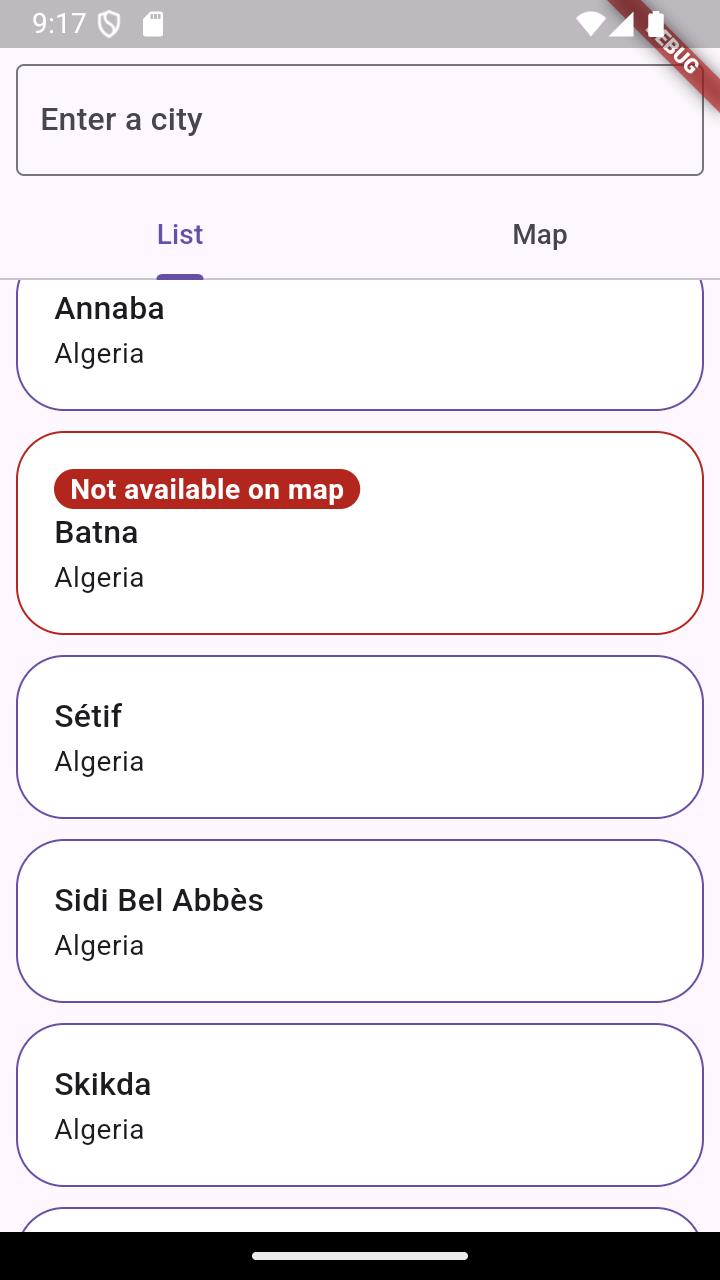 9:17
DEBUG
Enter a city
List
Map
Annaba
Algeria
Not available on map
Batna
Algeria
Sétif
Algeria
Sidi Bel Abbès
Algeria
Skikda
Algeria